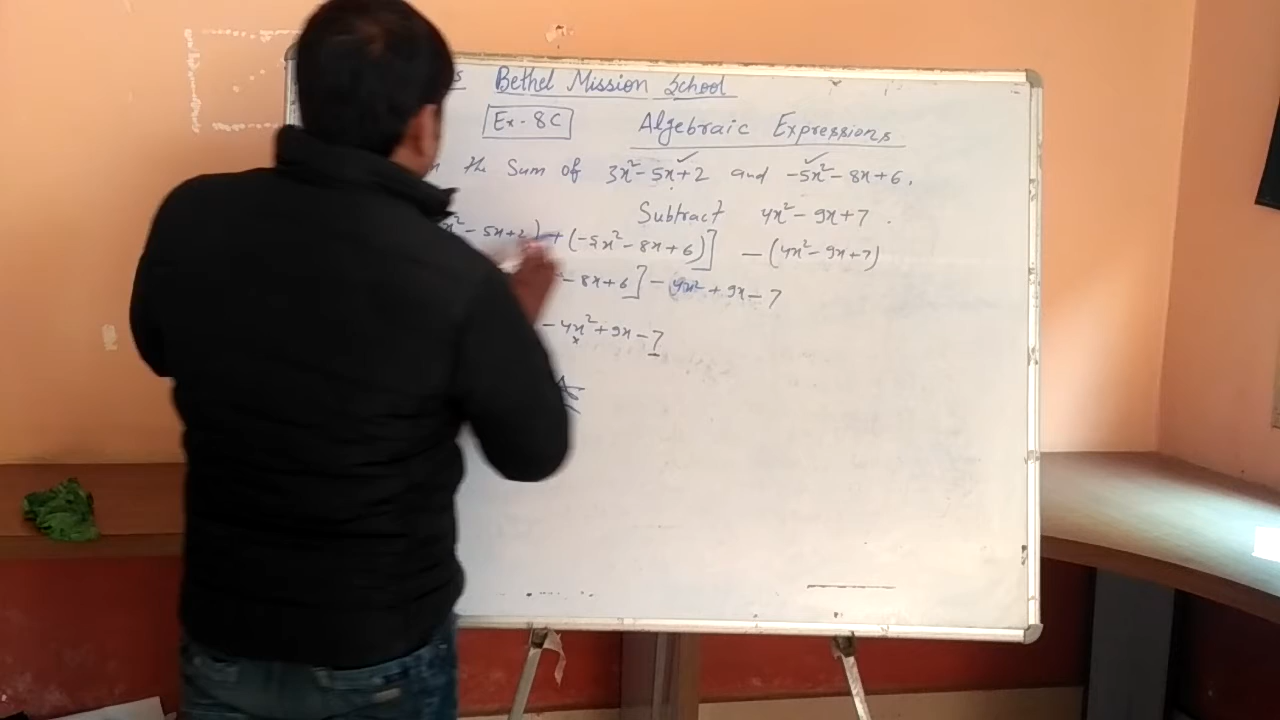 Bethel Mission School
Ex-8C Algebraic Expressions
the Sum of 3x²-5x+2 and -5x²-8x+6.
Subtract 4x²-9x+7.
x²-5x+2)+(-5x²-8x+6)] -(4x²-9x+7)
-8x+6]-4x²+9x-7
-4x²+9x-7